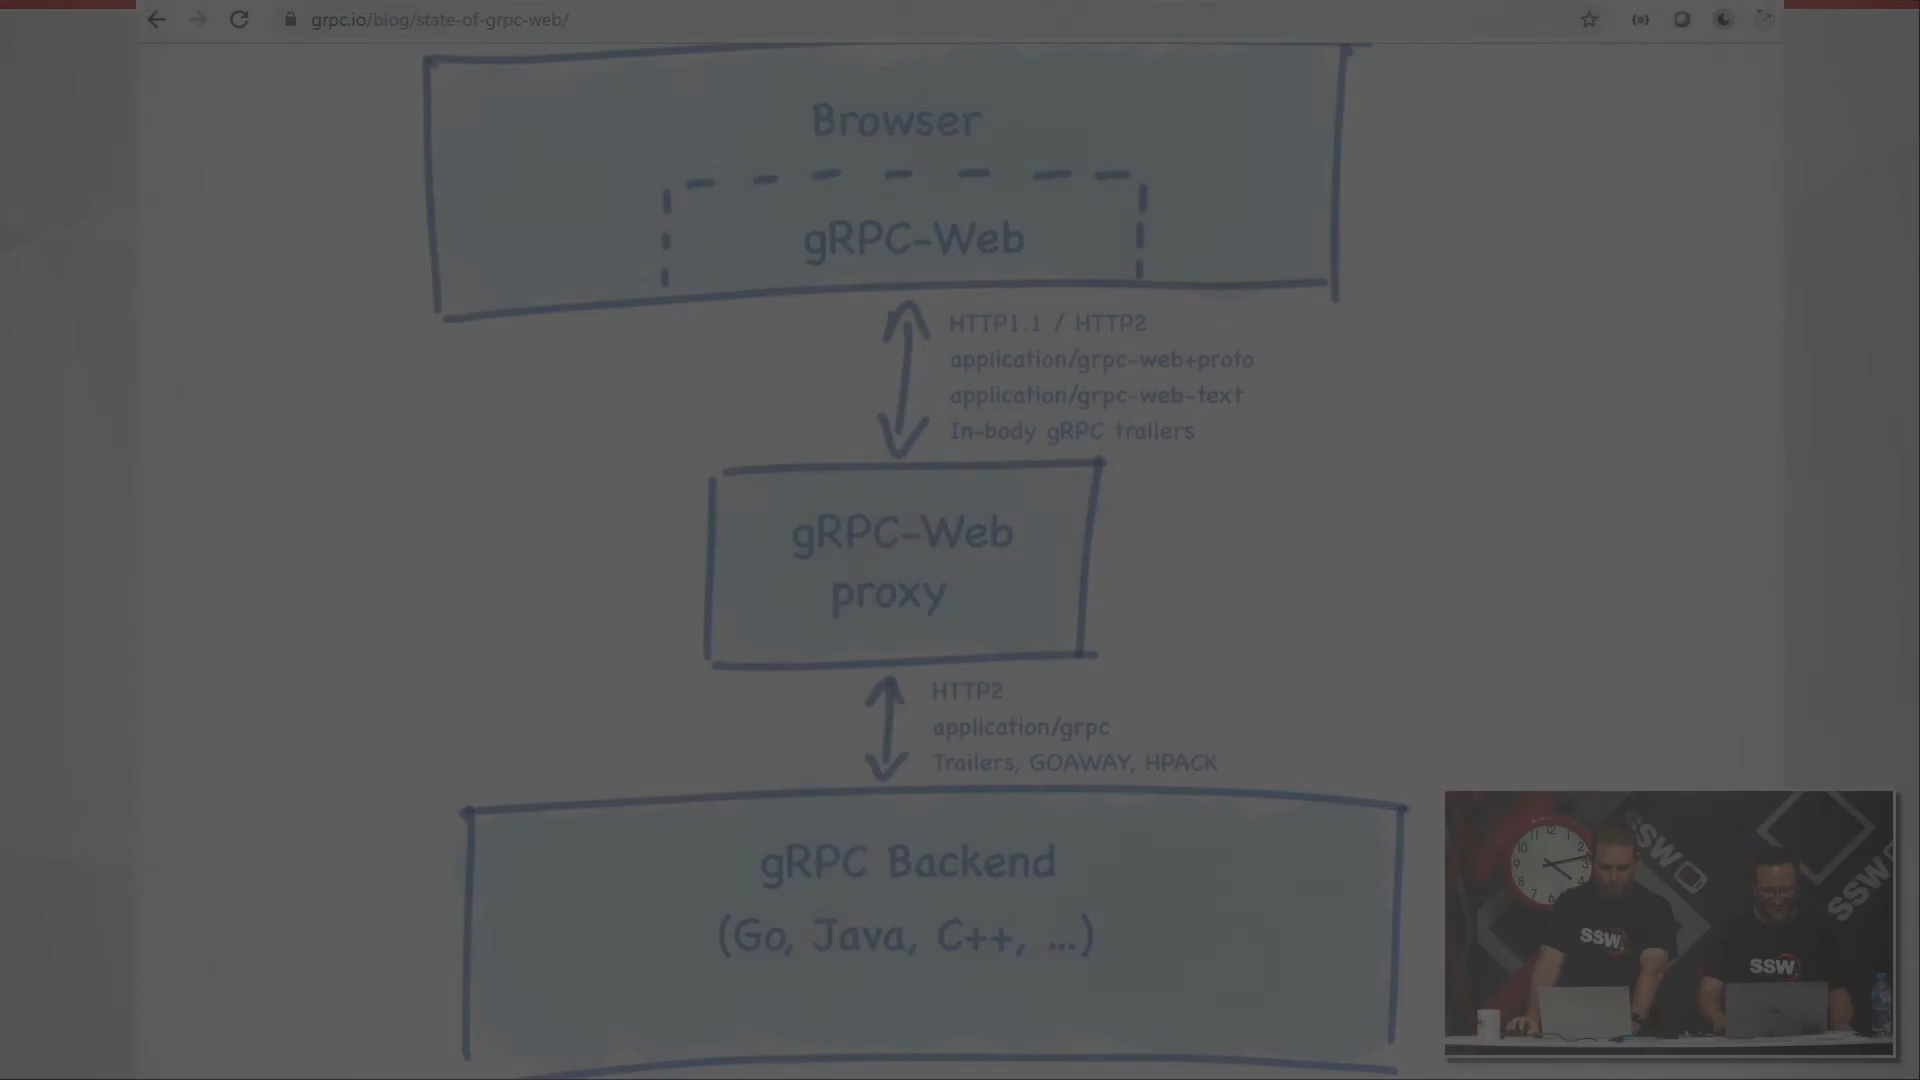 grpc.io/blog/state-of-grpc-web/
Browser
gRPC-Web
HTTP1.1 / HTTP2
application/grpc-web+proto
application/grpc-web-text
In-body gRPC trailers
gRPC-Web
proxy
HTTP2
application/grpc
Trailers, GOAWAY, HPACK
gRPC Backend
(Go, Java, C++, ...)
SSW
SSW
SSW
SSW